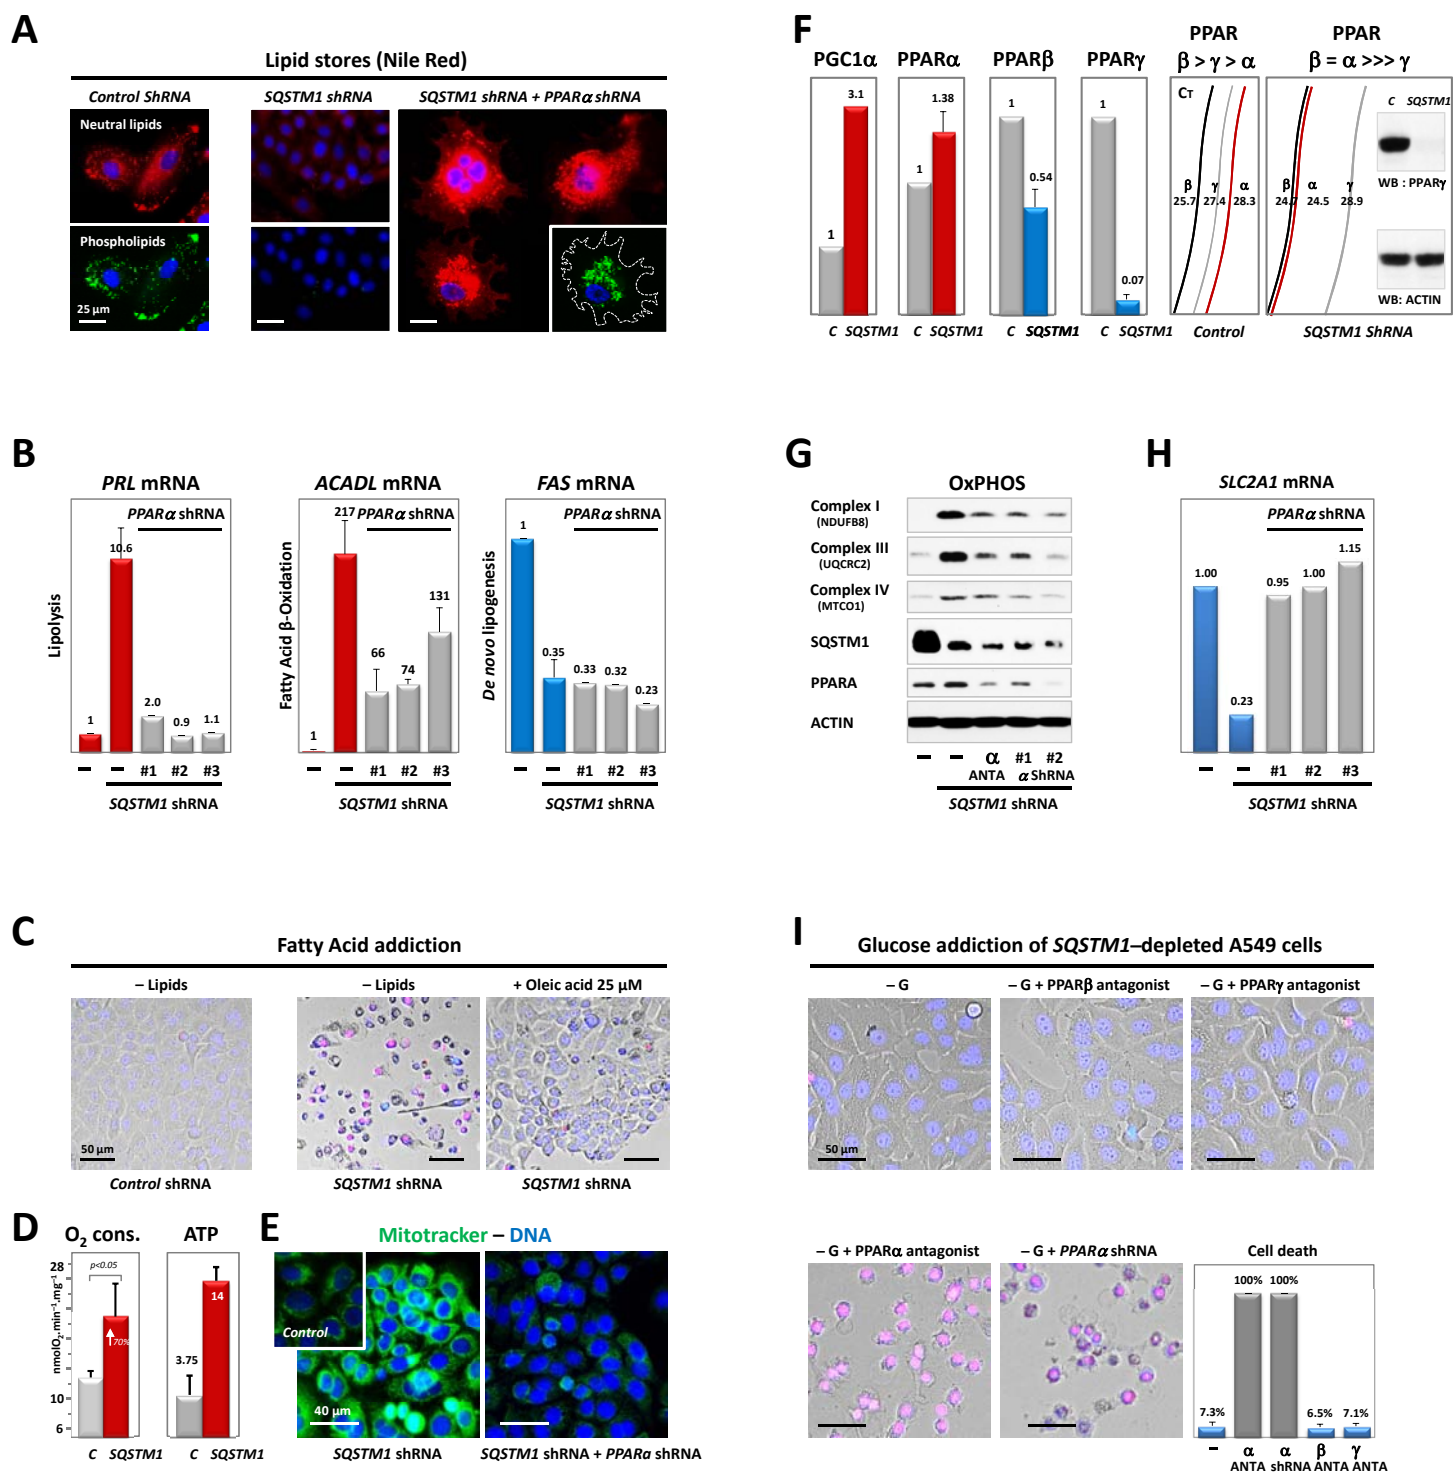 A
Lipid stores (Nile Red)
Control ShRNA
SQSTM1 shRNA
SQSTM1 shRNA + PPARα shRNA
Neutral lipids
Phospholipids
25 µm
B
PRL mRNA
PPARα shRNA
Lipolysis
1
10.6
2.0
0.9
1.1
– – #1 #2 #3
SQSTM1 shRNA
ACADL mRNA
PPARα shRNA
Fatty Acid β-Oxidation
1
217
66
74
131
– – #1 #2 #3
SQSTM1 shRNA
FAS mRNA
PPARα shRNA
De novo lipogenesis
1
0.35
0.33
0.32
0.23
– – #1 #2 #3
SQSTM1 shRNA
C
Fatty Acid addiction
– Lipids
– Lipids
+ Oleic acid 25 µM
50 µm
Control shRNA
SQSTM1 shRNA
SQSTM1 shRNA
D
O2 cons.
nmolO2.min⁻¹.mg⁻¹
28
10
6
p<0.05
70%
C SQSTM1
ATP
3.75
14
C SQSTM1
E
Mitotracker – DNA
Control
40 µm
SQSTM1 shRNA
SQSTM1 shRNA + PPARα shRNA
F
PGC1α
1
3.1
C SQSTM1
PPARα
1
1.38
C SQSTM1
PPARβ
1
0.54
C SQSTM1
PPARγ
1
0.07
C SQSTM1
PPAR
β > γ > α
CT
β γ α
25.7 27.4 28.3
Control
PPAR
β = α >>> γ
β α γ
24.7 24.5 28.9
C SQSTM1
WB : PPARγ
WB: ACTIN
SQSTM1 ShRNA
G
OxPHOS
Complex I
(NDUFB8)
Complex III
(UQCRC2)
Complex IV
(MTCO1)
SQSTM1
PPARA
ACTIN
– – α #1 #2
ANTA α ShRNA
SQSTM1 shRNA
H
SLC2A1 mRNA
PPARα shRNA
1.00
0.23
0.95
1.00
1.15
– – #1 #2 #3
SQSTM1 shRNA
I
Glucose addiction of SQSTM1–depleted A549 cells
– G
– G + PPARβ antagonist
– G + PPARγ antagonist
50 µm
– G + PPARα antagonist
– G + PPARα shRNA
Cell death
7.3%
100%
100%
6.5%
7.1%
– α α β γ
ANTA shRNA ANTA ANTA